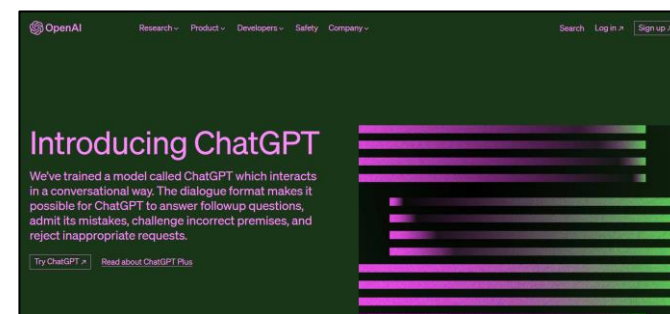 OpenAI
Research Product Developers Safety Company
Search Log in ↗ Sign up
Introducing ChatGPT
We've trained a model called ChatGPT which interacts
in a conversational way. The dialogue format makes it
possible for ChatGPT to answer followup questions,
admit its mistakes, challenge incorrect premises, and
reject inappropriate requests.
Try ChatGPT ↗ Read about ChatGPT Plus